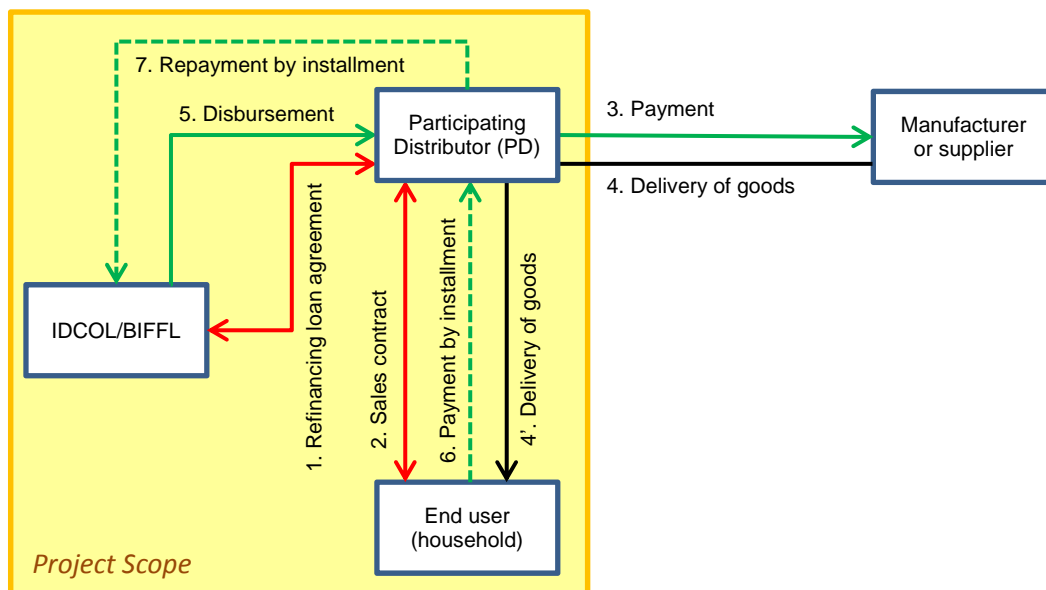 7. Repayment by installment
5. Disbursement
Participating
Distributor (PD)
3. Payment
Manufacturer
or supplier
4. Delivery of goods
IDCOL/BIFFL
1. Refinancing loan agreement
2. Sales contract
6. Payment by installment
4’. Delivery of goods
End user
(household)
Project Scope